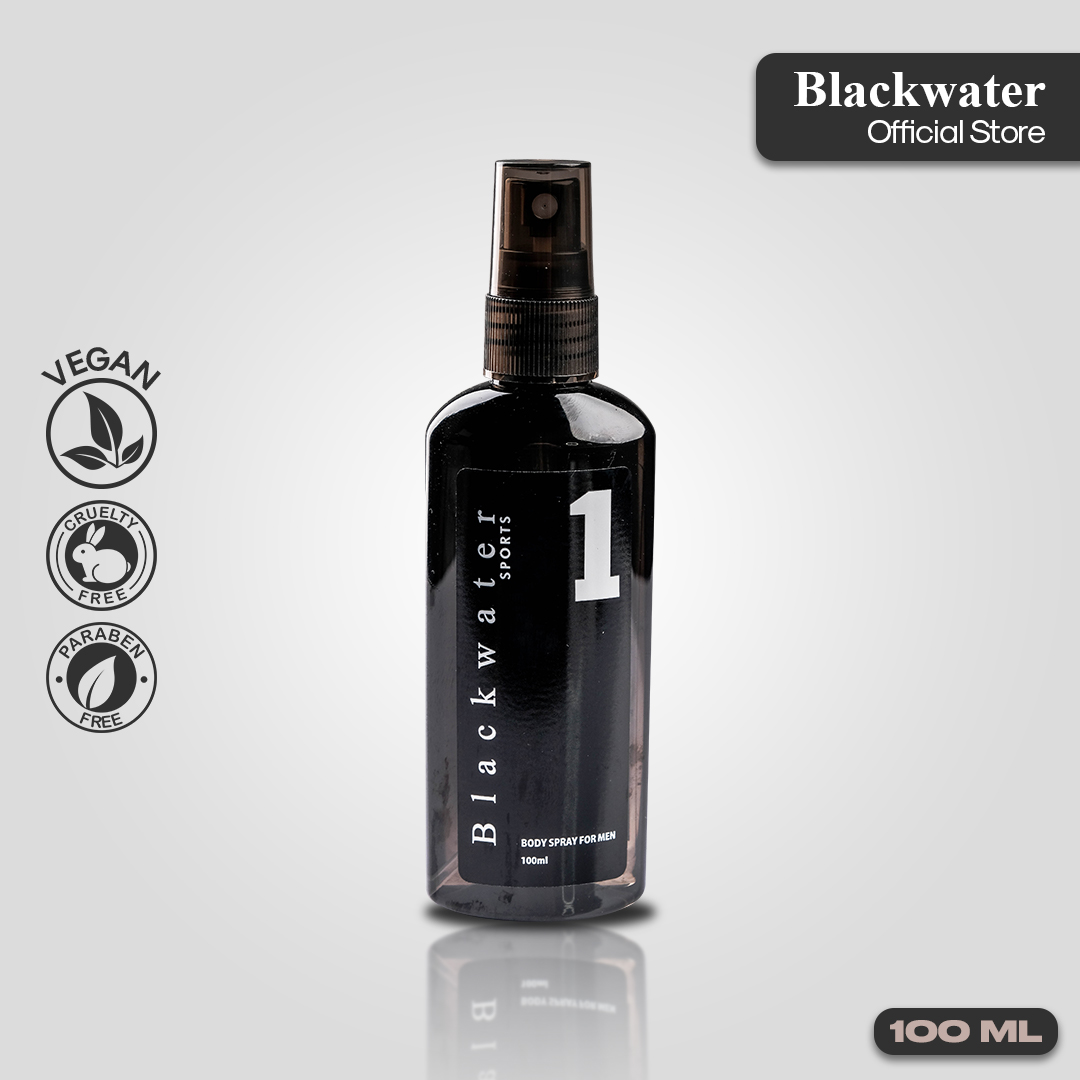 Blackwater
Official Store
VEGAN
CRUELTY
FREE
PARABEN
FREE
Blackwater
SPORTS
1
BODY SPRAY FOR MEN
100ml
100 ML